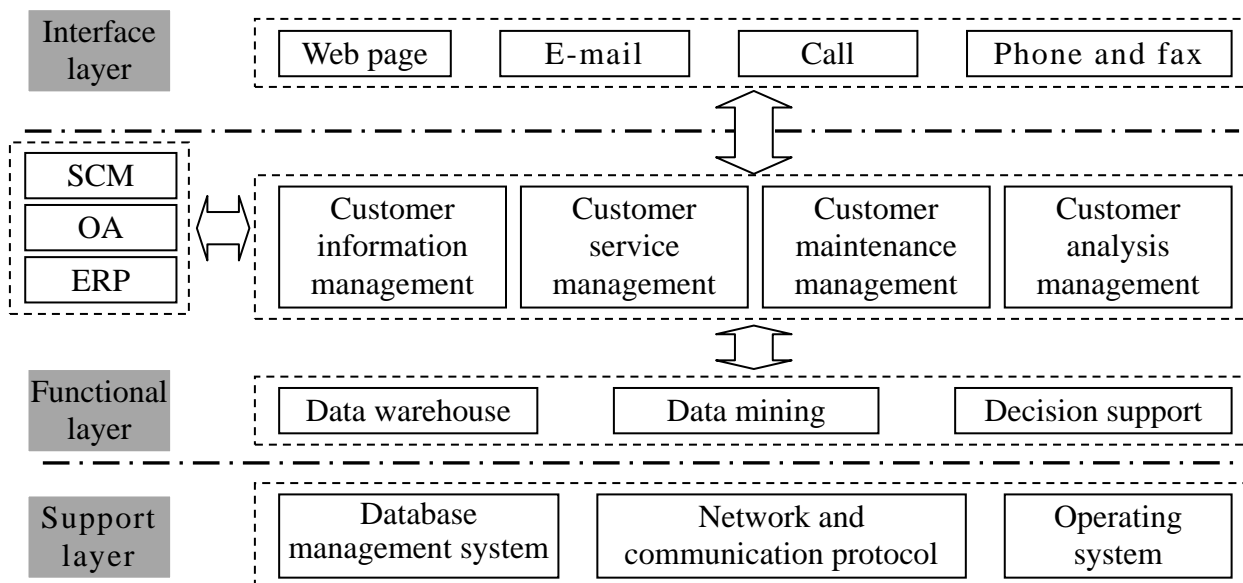 Interface
layer
Web page
E-mail
Call
Phone and fax
SCM
OA
ERP
Customer
information
management
Customer
service
management
Customer
maintenance
management
Customer
analysis
management
Functional
layer
Data warehouse
Data mining
Decision support
Support
layer
Database
management system
Network and
communication protocol
Operating
system